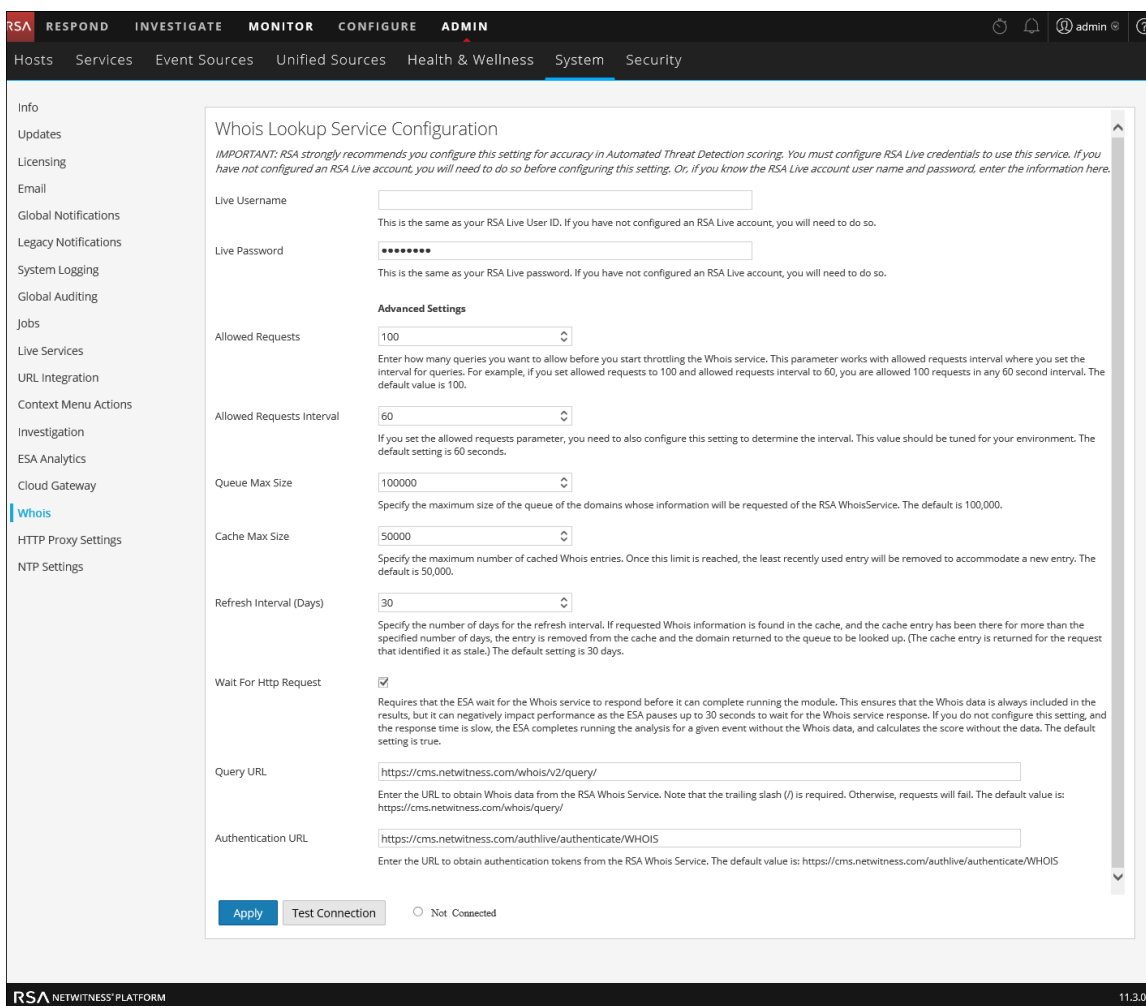 RSA RESPOND INVESTIGATE MONITOR CONFIGURE ADMIN admin ?
Hosts Services Event Sources Unified Sources Health & Wellness System Security
Info
Updates
Licensing
Email
Global Notifications
Legacy Notifications
System Logging
Global Auditing
Jobs
Live Services
URL Integration
Context Menu Actions
Investigation
ESA Analytics
Cloud Gateway
Whois
HTTP Proxy Settings
NTP Settings
Whois Lookup Service Configuration
IMPORTANT: RSA strongly recommends you configure this setting for accuracy in Automated Threat Detection scoring. You must configure RSA Live credentials to use this service. If you
have not configured an RSA Live account, you will need to do so before configuring this setting. Or, if you know the RSA Live account user name and password, enter the information here.
Live Username
This is the same as your RSA Live User ID. If you have not configured an RSA Live account, you will need to do so.
Live Password ••••••••
This is the same as your RSA Live password. If you have not configured an RSA Live account, you will need to do so.
Advanced Settings
Allowed Requests 100
Enter how many queries you want to allow before you start throttling the Whois service. This parameter works with allowed requests interval where you set the
interval for queries. For example, if you set allowed requests to 100 and allowed requests interval to 60, you are allowed 100 requests in any 60 second interval. The
default value is 100.
Allowed Requests Interval 60
If you set the allowed requests parameter, you need to also configure this setting to determine the interval. This value should be tuned for your environment. The
default setting is 60 seconds.
Queue Max Size 100000
Specify the maximum size of the queue of the domains whose information will be requested of the RSA WhoisService. The default is 100,000.
Cache Max Size 50000
Specify the maximum number of cached Whois entries. Once this limit is reached, the least recently used entry will be removed to accommodate a new entry. The
default is 50,000.
Refresh Interval (Days) 30
Specify the number of days for the refresh interval. If requested Whois information is found in the cache, and the cache entry has been there for more than the
specified number of days, the entry is removed from the cache and the domain returned to the queue to be looked up. (The cache entry is returned for the request
that identified it as stale.) The default setting is 30 days.
Wait For Http Request
Requires that the ESA wait for the Whois service to respond before it can complete running the module. This ensures that the Whois data is always included in the
results, but it can negatively impact performance as the ESA pauses up to 30 seconds to wait for the Whois service response. If you do not configure this setting, and
the response time is slow, the ESA completes running the analysis for a given event without the Whois data, and calculates the score without the data. The default
setting is true.
Query URL https://cms.netwitness.com/whois/v2/query/
Enter the URL to obtain Whois data from the RSA Whois Service. Note that the trailing slash (/) is required. Otherwise, requests will fail. The default value is:
https://cms.netwitness.com/whois/query/
Authentication URL https://cms.netwitness.com/authlive/authenticate/WHOIS
Enter the URL to obtain authentication tokens from the RSA Whois Service. The default value is: https://cms.netwitness.com/authlive/authenticate/WHOIS
Apply Test Connection Not Connected
RSA NETWITNESS® PLATFORM 11.3.0